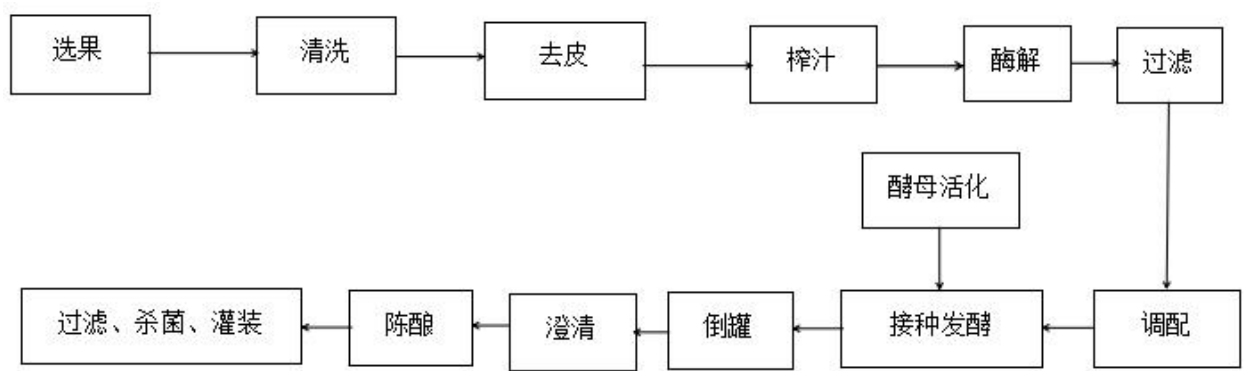 选果
清洗
去皮
榨汁
酶解
过滤
酵母活化
过滤、杀菌、灌装
陈酿
澄清
倒罐
接种发酵
调配